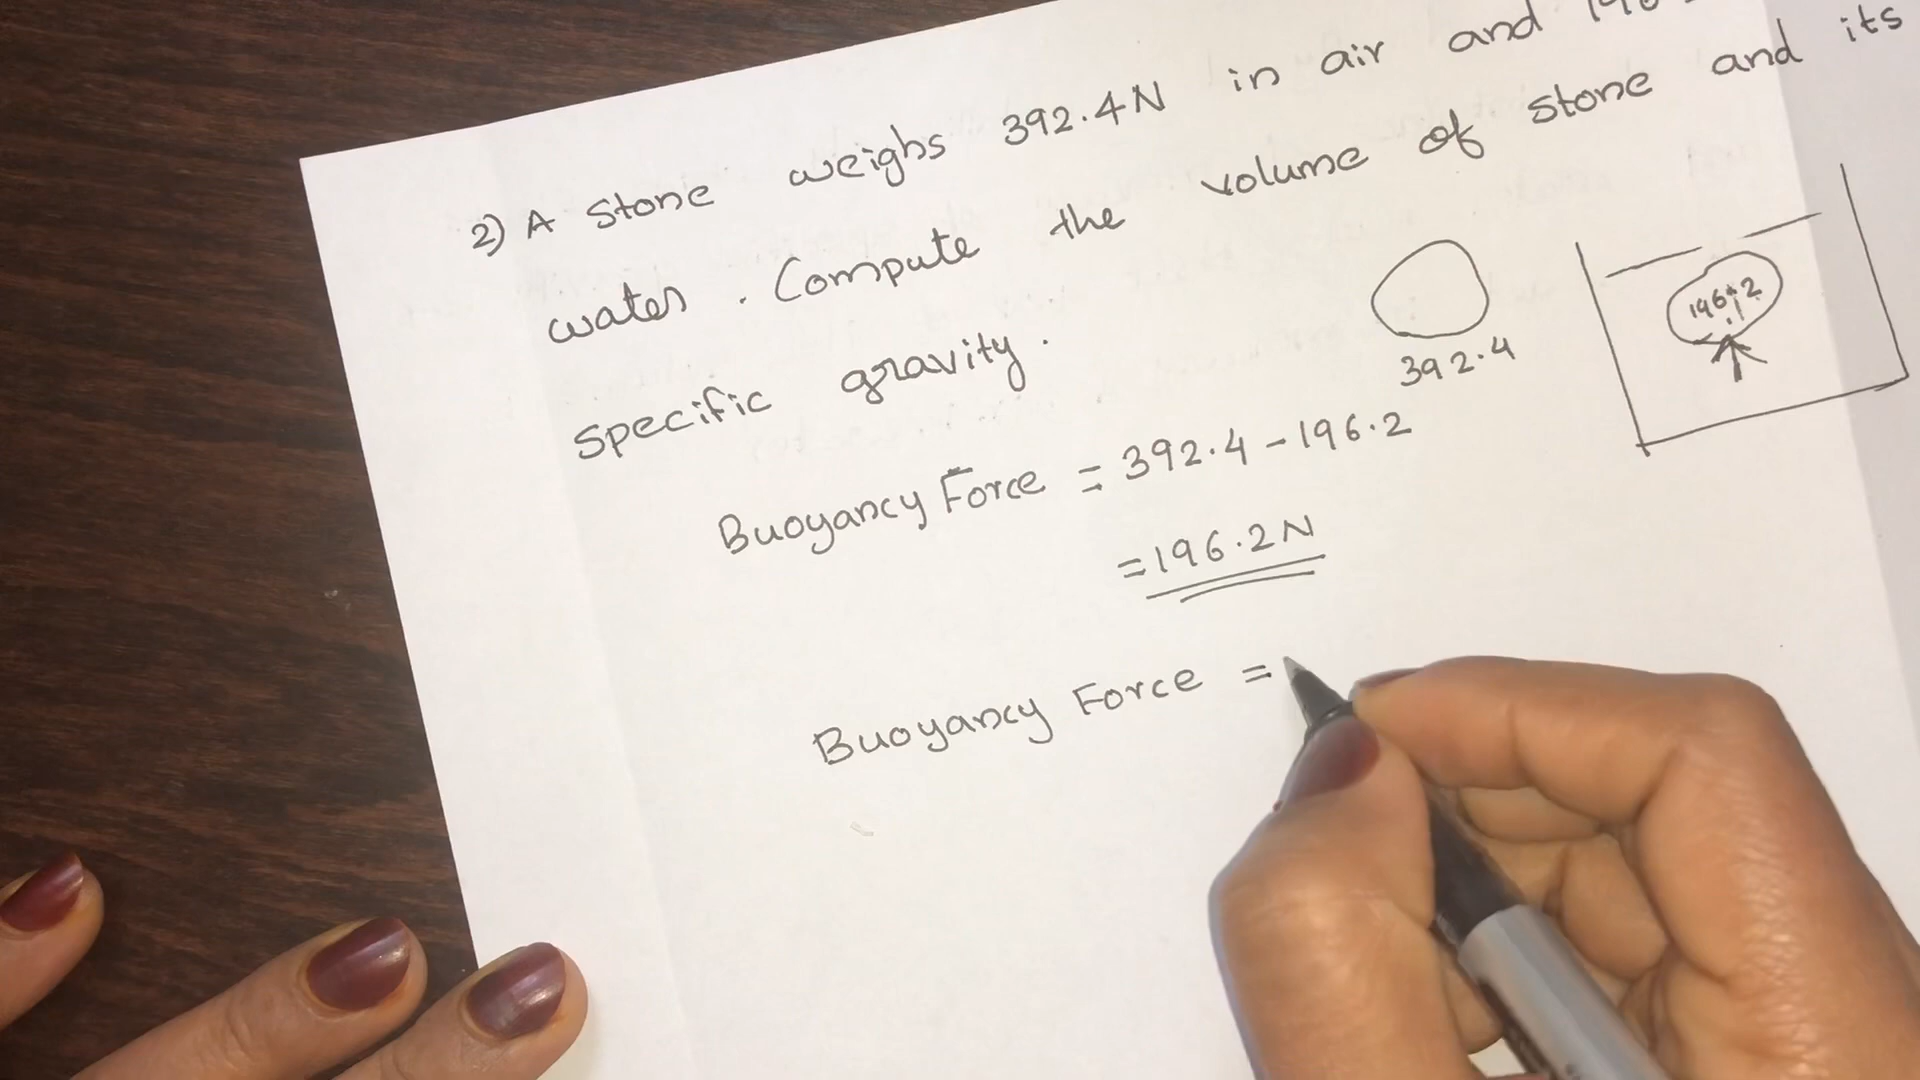 2) A Stone weighs 392.4N in air and
water. Compute the volume of stone and its
specific gravity.
392.4
196.2
Buoyancy Force = 392.4 - 196.2
= 196.2 N
Buoyancy Force =